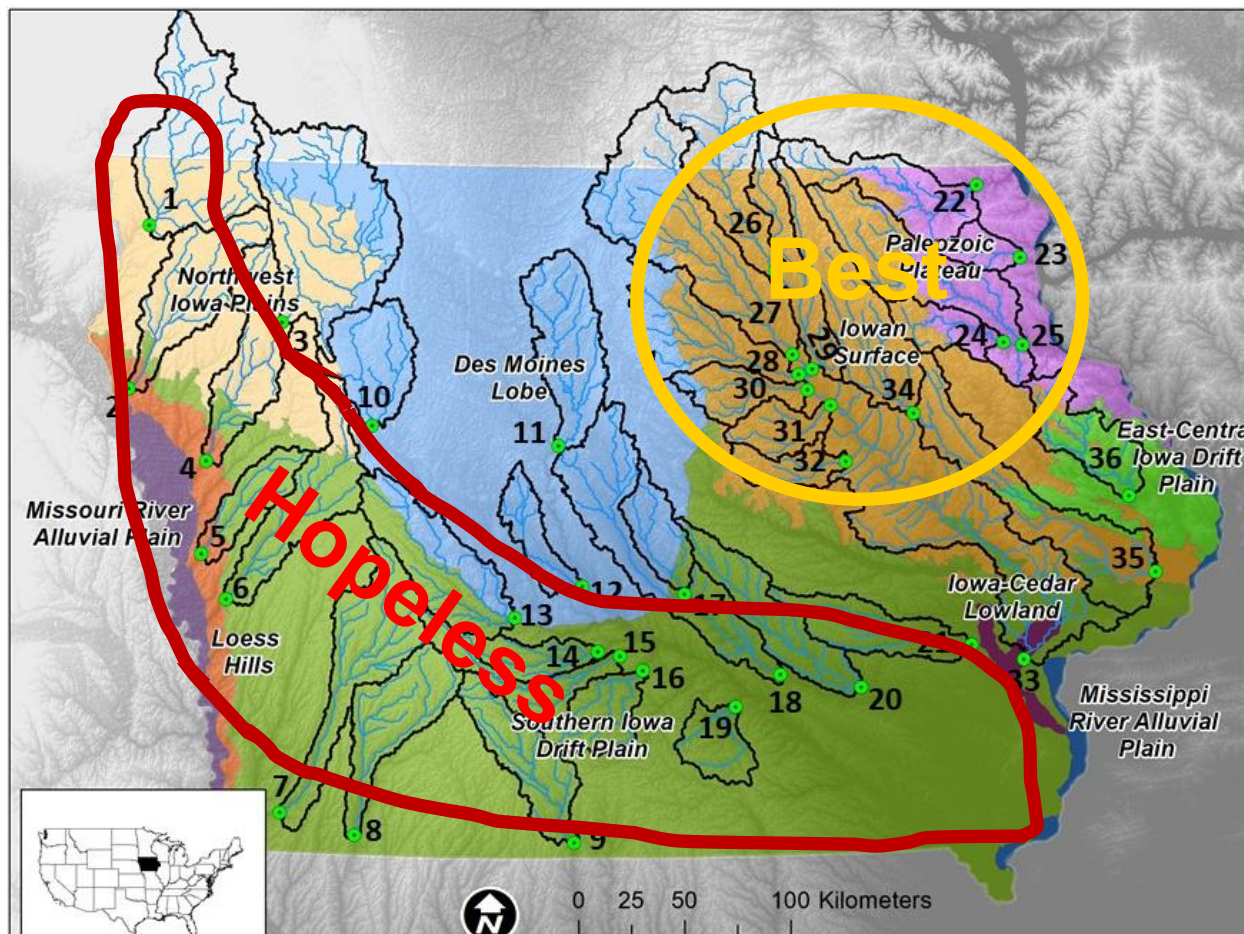 26
22
1
Paleozoic
Plateau
23
Best
Northwest
Iowa Plains
27
Iowan
Surface
29
24
25
3
28
Des Moines
Lobe
30
34
2
10
11
31
East-Central
Iowa Drift
Plain
36
4
32
Hopeless
Missouri River
Alluvial Plain
5
35
6
12
13
17
Iowa-Cedar
Lowland
Loess
Hills
14
15
16
21
33
18
20
19
Southern Iowa
Drift Plain
Mississippi
River Alluvial
Plain
7
8
9
N
0 25 50 100 Kilometers